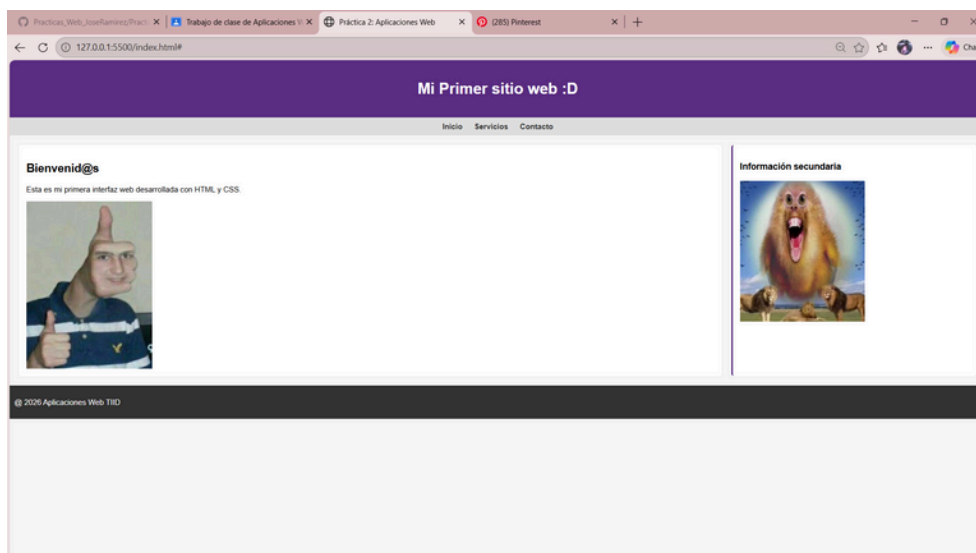 Practicas_Web_JoseRamirez/Practi
Trabajo de clase de Aplicaciones W
Práctica 2: Aplicaciones Web
(285) Pinterest
127.0.0.1:5500/index.html#
Cha
Mi Primer sitio web :D
Inicio Servicios Contacto
Bienvenid@s
Esta es mi primera interfaz web desarrollada con HTML y CSS.
Información secundaria
@ 2026 Aplicaciones Web TIID